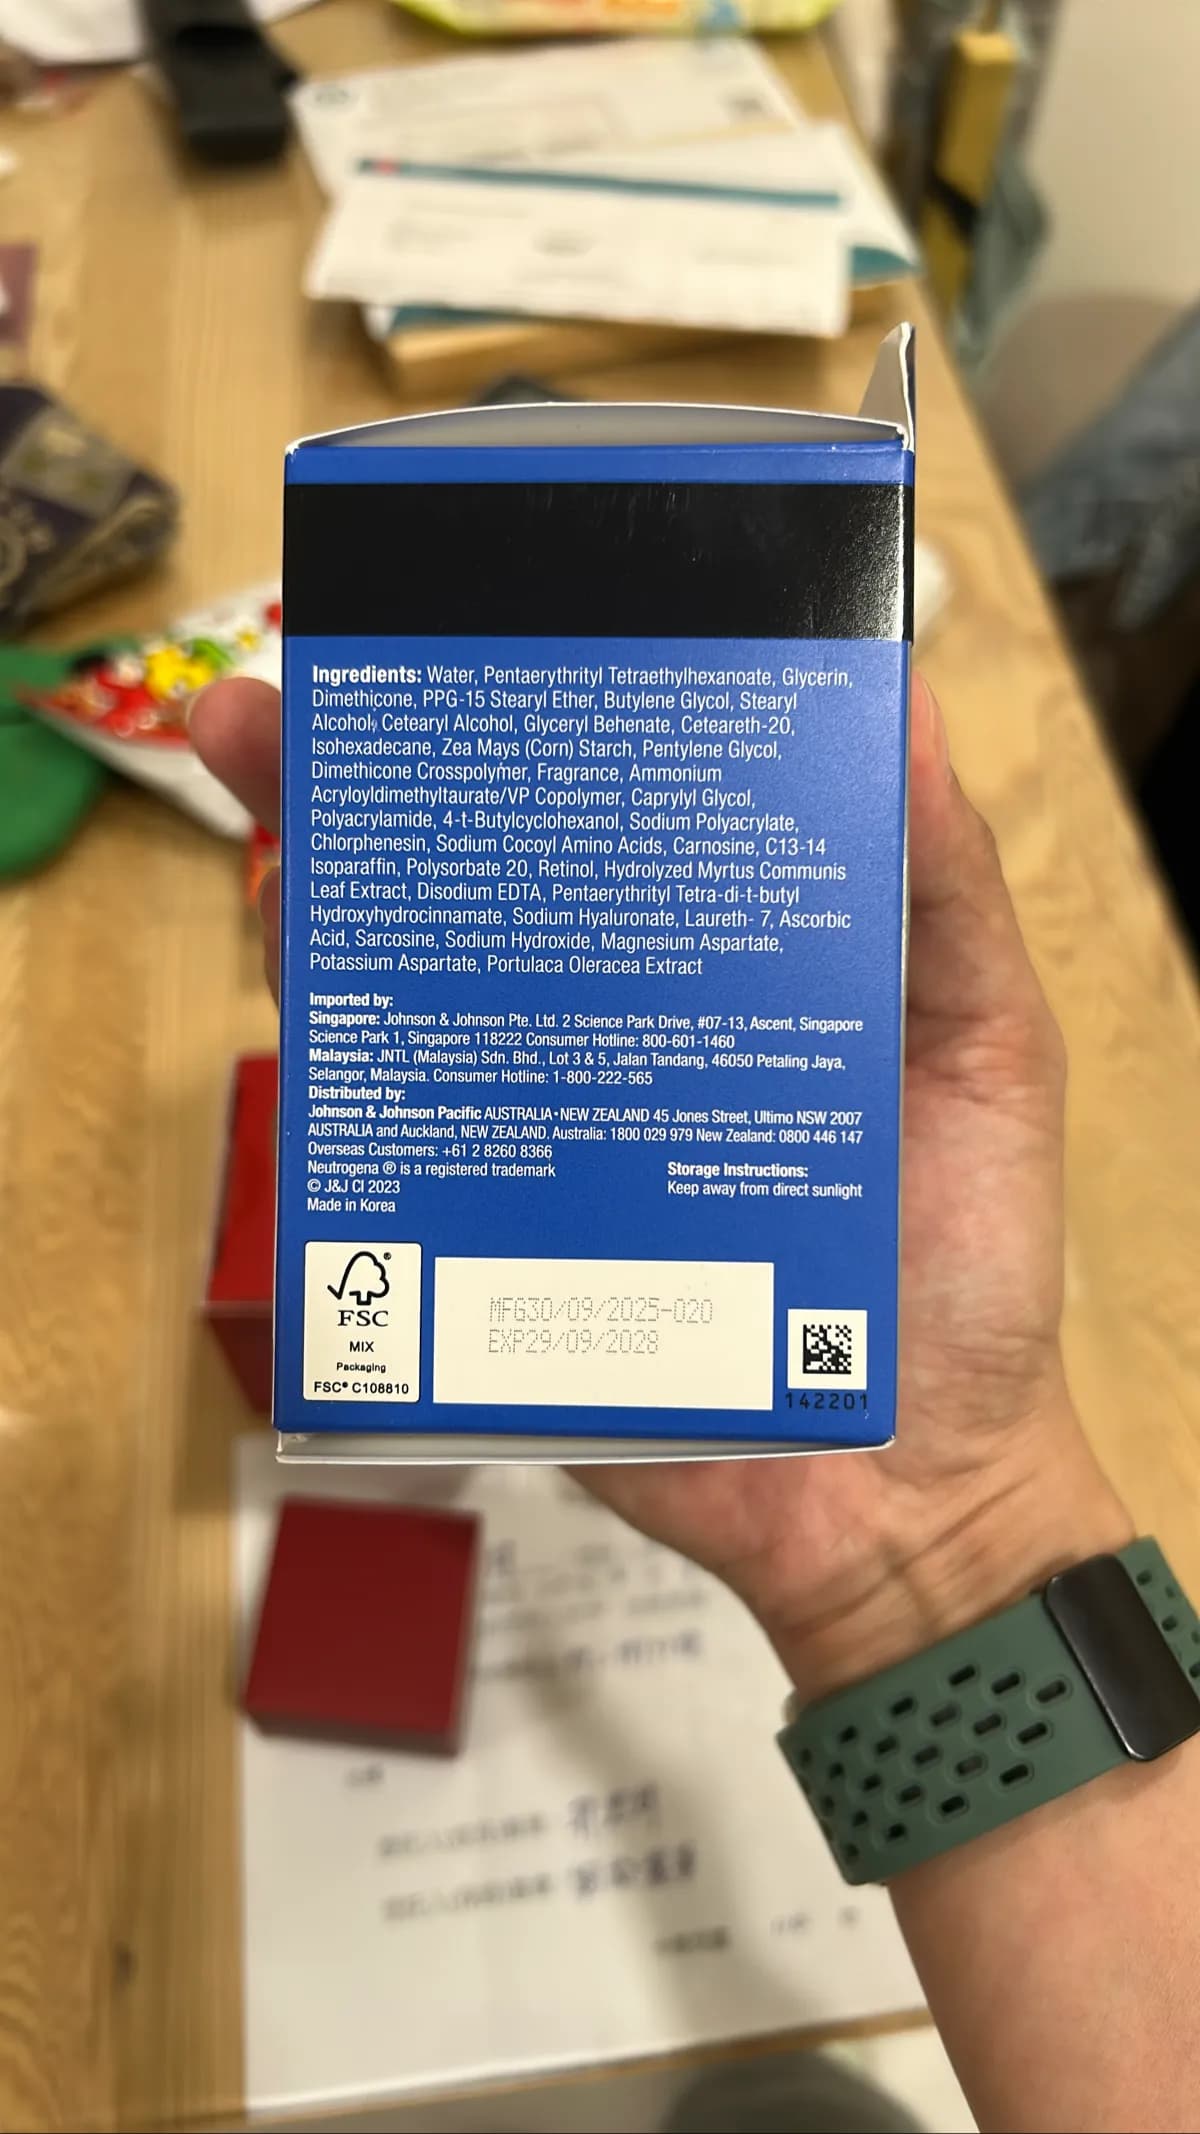 Ingredients: Water, Pentaerythrityl Tetraethylhexanoate, Glycerin,
Dimethicone, PPG-15 Stearyl Ether, Butylene Glycol, Stearyl
Alcohol, Cetearyl Alcohol, Glyceryl Behenate, Ceteareth-20,
Isohexadecane, Zea Mays (Corn) Starch, Pentylene Glycol,
Dimethicone Crosspolymer, Fragrance, Ammonium
Acryloyldimethyltaurate/VP Copolymer, Caprylyl Glycol,
Polyacrylamide, 4-t-Butylcyclohexanol, Sodium Polyacrylate,
Chlorphenesin, Sodium Cocoyl Amino Acids, Carnosine, C13-14
Isoparaffin, Polysorbate 20, Retinol, Hydrolyzed Myrtus Communis
Leaf Extract, Disodium EDTA, Pentaerythrityl Tetra-di-t-butyl
Hydroxyhydrocinnamate, Sodium Hyaluronate, Laureth- 7, Ascorbic
Acid, Sarcosine, Sodium Hydroxide, Magnesium Aspartate,
Potassium Aspartate, Portulaca Oleracea Extract
Imported by:
Singapore: Johnson & Johnson Pte. Ltd. 2 Science Park Drive, #07-13, Ascent, Singapore
Science Park 1, Singapore 118222 Consumer Hotline: 800-601-1460
Malaysia: JNTL (Malaysia) Sdn. Bhd., Lot 3 & 5, Jalan Tandang, 46050 Petaling Jaya,
Selangor, Malaysia. Consumer Hotline: 1-800-222-565
Distributed by:
Johnson & Johnson Pacific AUSTRALIA•NEW ZEALAND 45 Jones Street, Ultimo NSW 2007
AUSTRALIA and Auckland, NEW ZEALAND. Australia: 1800 029 979 New Zealand: 0800 446 147
Overseas Customers: +61 2 8260 8366
Neutrogena ® is a registered trademark
© J&J CI 2023
Made in Korea
Storage Instructions:
Keep away from direct sunlight
FSC
MIX
Packaging
FSC® C108810
MFG30/09/2025-020
EXP29/09/2028
142201